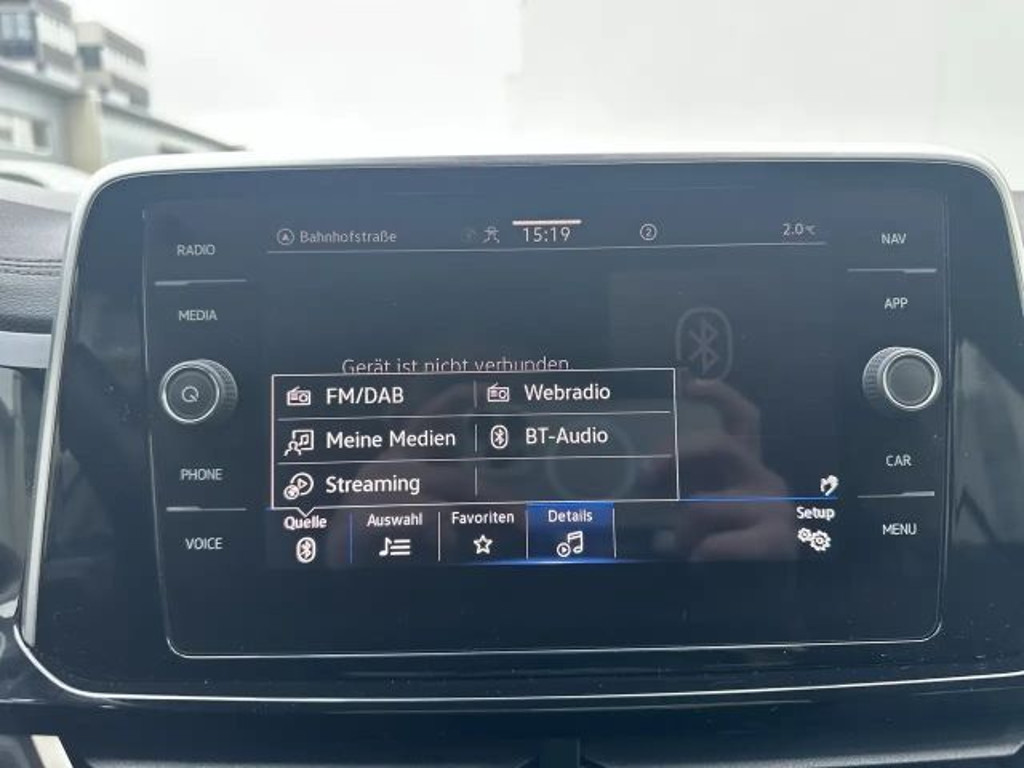 Bahnhofstraße 15:19 2 2.0°C
RADIO
NAV
MEDIA
APP
Gerät ist nicht verbunden
FM/DAB Webradio
Meine Medien BT-Audio
Streaming
PHONE
CAR
Quelle Auswahl Favoriten Details Setup
VOICE
MENU